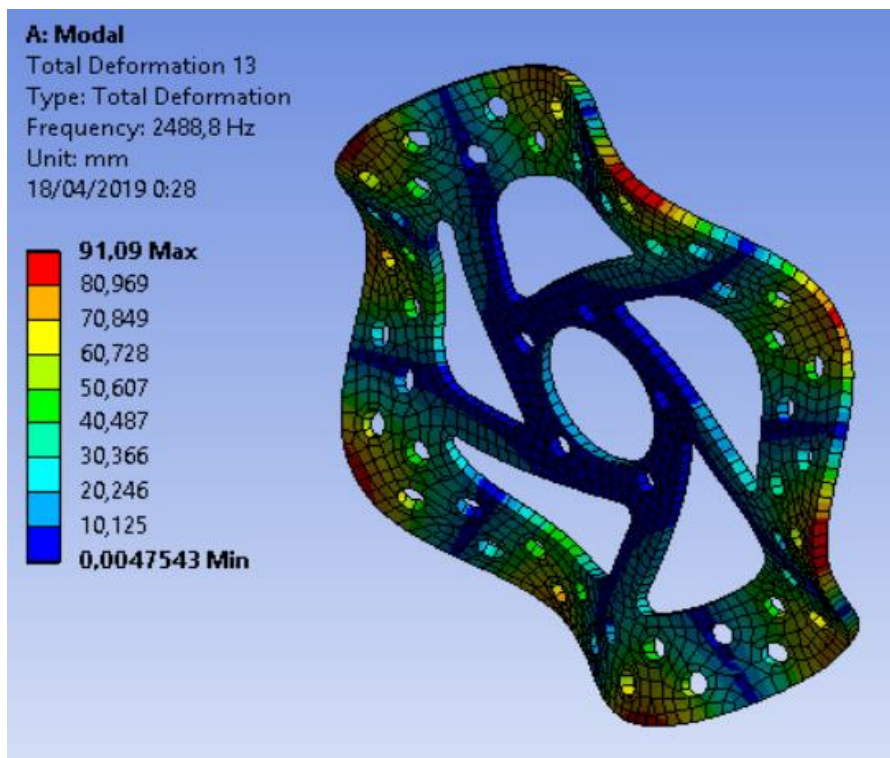 A: Modal
Total Deformation 13
Type: Total Deformation
Frequency: 2488,8 Hz
Unit: mm
18/04/2019 0:28
91,09 Max
80,969
70,849
60,728
50,607
40,487
30,366
20,246
10,125
0,0047543 Min